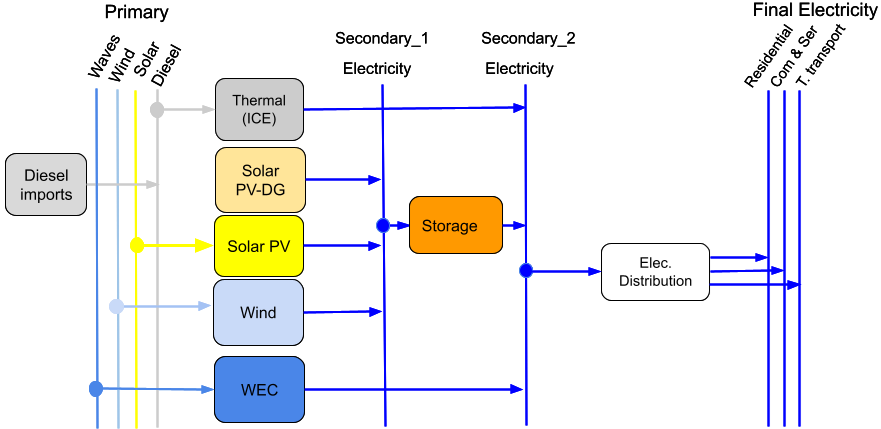 Primary
Final Electricity
Waves
Wind
Solar
Diesel
Secondary_1
Electricity
Secondary_2
Electricity
Residential
Com & Ser
T. transport
Thermal
(ICE)
Diesel
imports
Solar
PV-DG
Storage
Solar PV
Elec.
Distribution
Wind
WEC